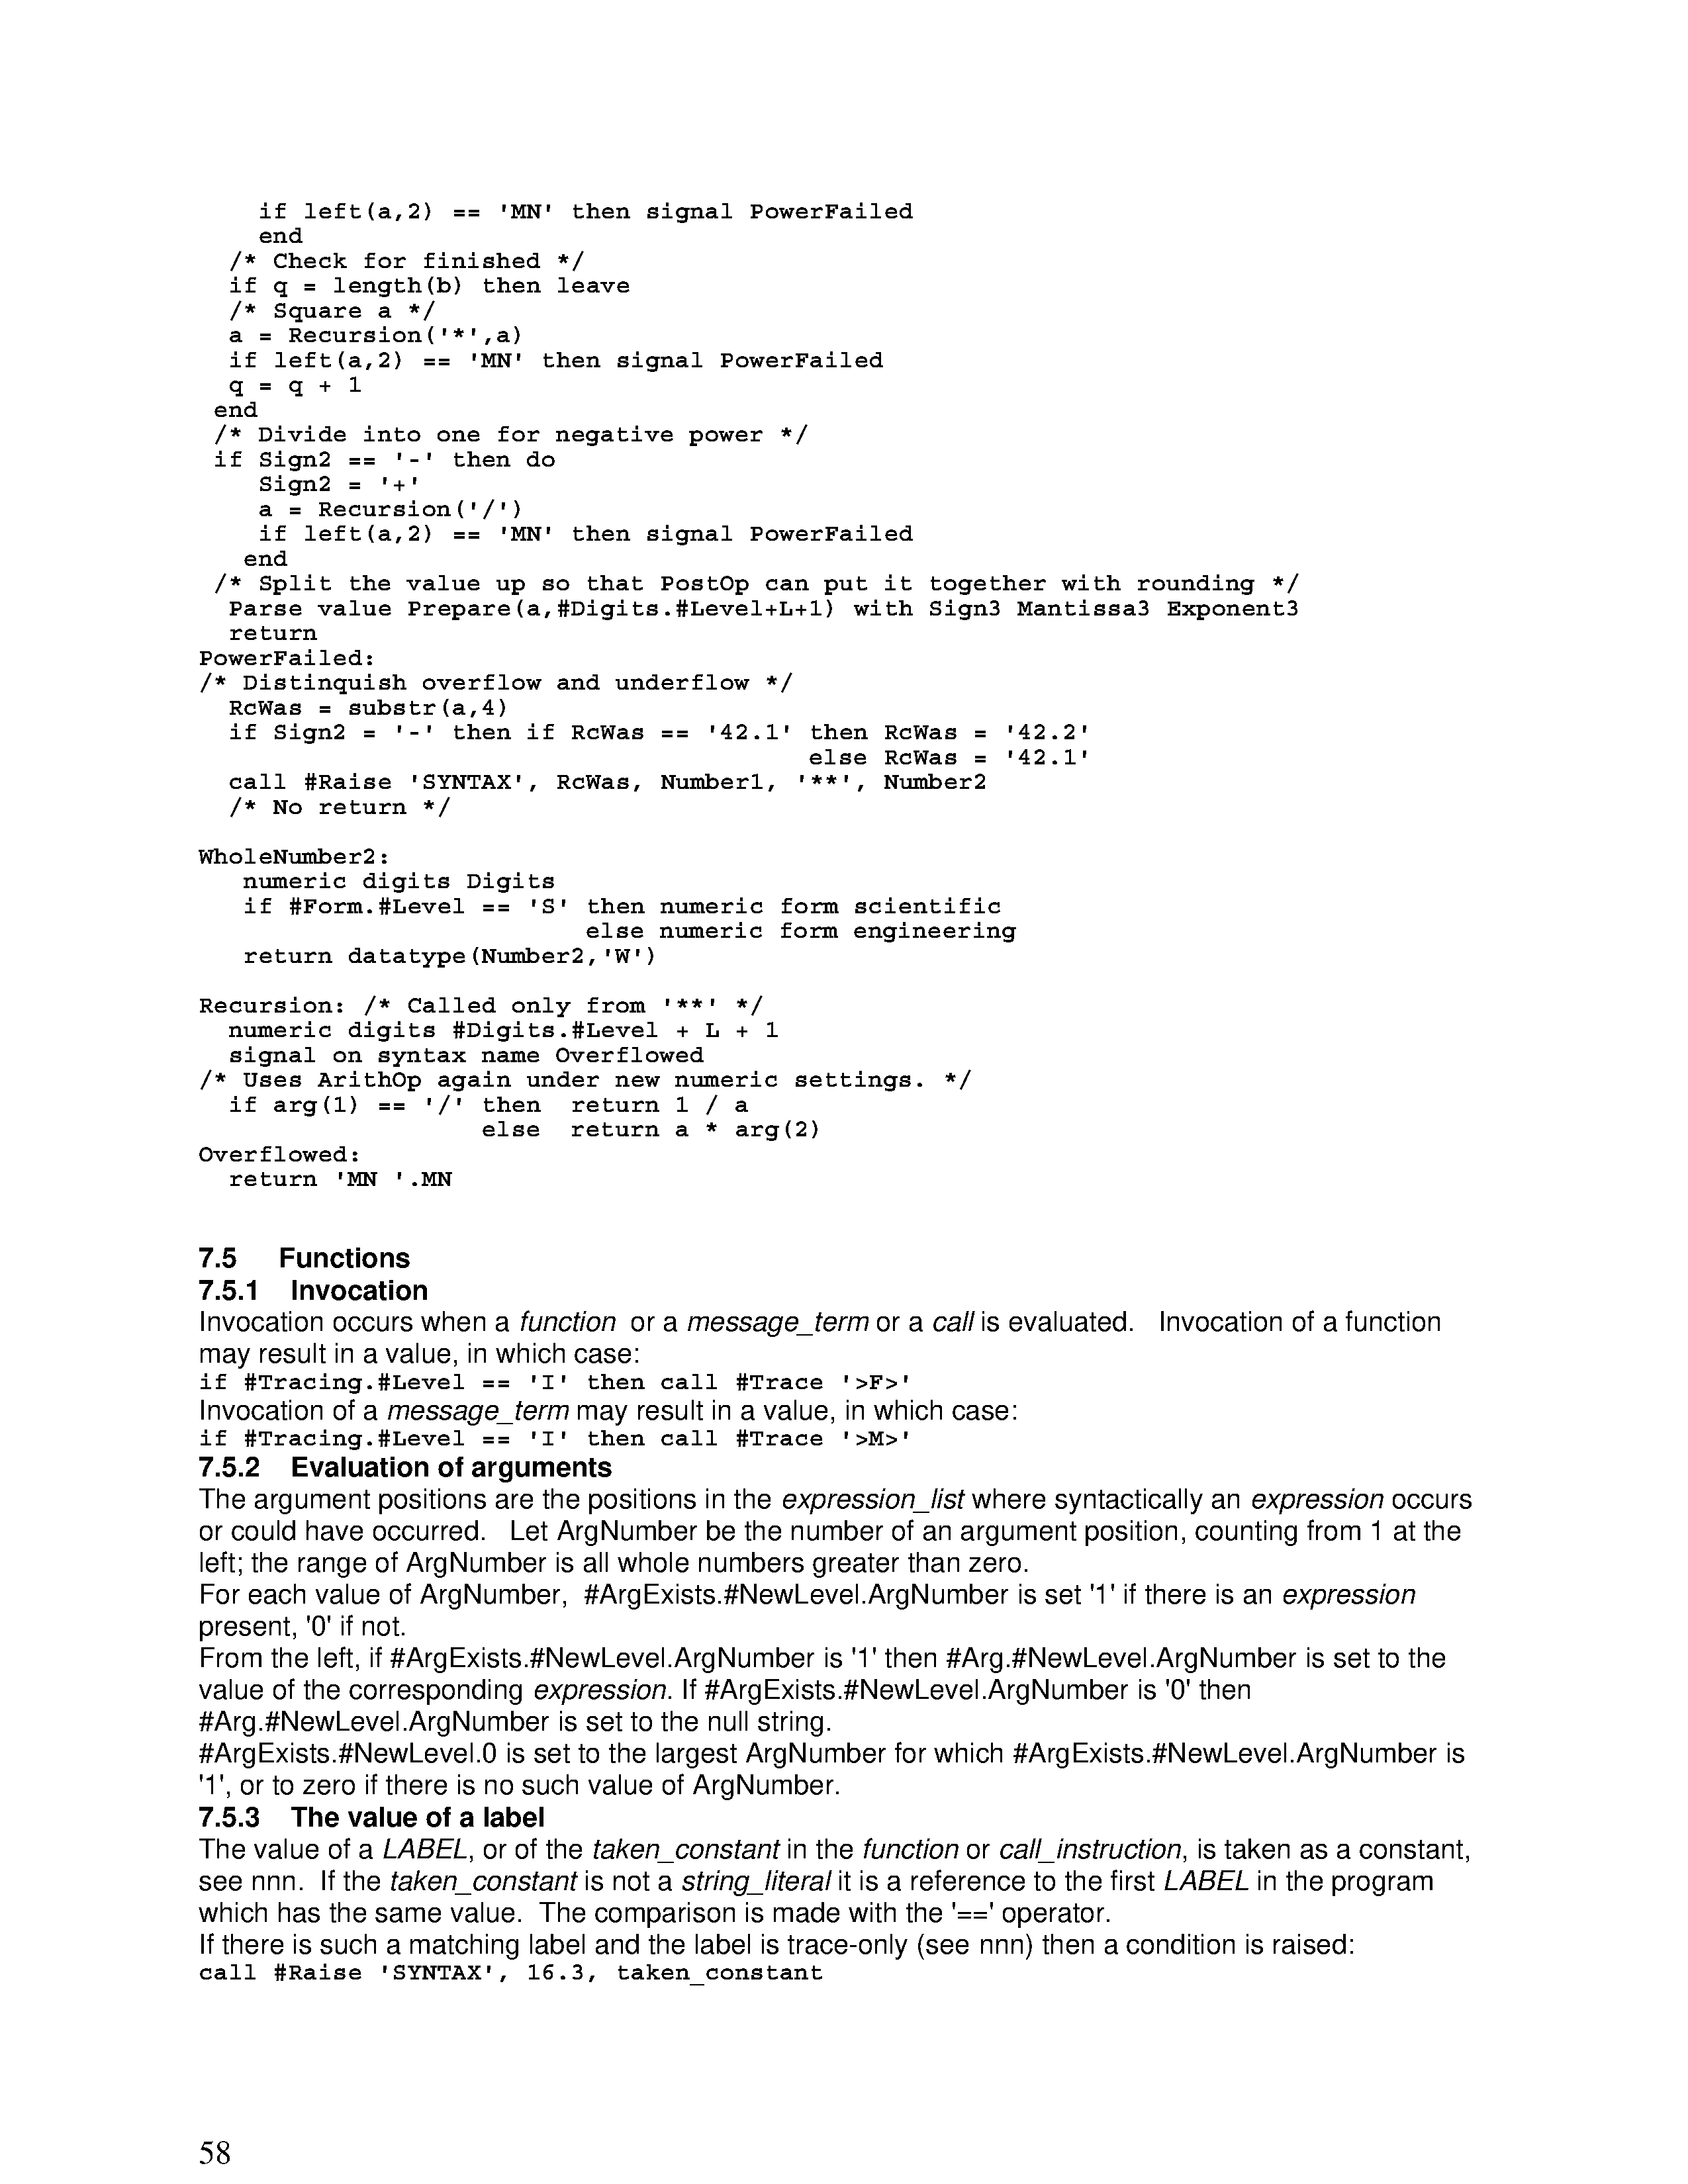 if left(a,2) == 'MN' then signal PowerFailed
end
/* Check for finished */
if q = length(b) then leave
/* Square a */
a = Recursion('*',a)
if left(a,2) == 'MN' then signal PowerFailed
q = q + 1
end
/* Divide into one for negative power */
if Sign2 == '-' then do
Sign2 = '+'
a = Recursion('/')
if left(a,2) == 'MN' then signal PowerFailed
end
/* Split the value up so that PostOp can put it together with rounding */
Parse value Prepare(a,#Digits.#Level+L+1) with Sign3 Mantissa3 Exponent3
return
PowerFailed:
/* Distinquish overflow and underflow */
RcWas = substr(a,4)
if Sign2 = '-' then if RcWas == '42.1' then RcWas = '42.2'
else RcWas = '42.1'
call #Raise 'SYNTAX', RcWas, Number1, '**', Number2
/* No return */
WholeNumber2:
numeric digits Digits
if #Form.#Level == 'S' then numeric form scientific
else numeric form engineering
return datatype(Number2,'W')
Recursion: /* Called only from '**' */
numeric digits #Digits.#Level + L + 1
signal on syntax name Overflowed
/* Uses ArithOp again under new numeric settings. */
if arg(1) == '/' then  return 1 / a
else  return a * arg(2)
Overflowed:
return 'MN '.MN
7.5 Functions
7.5.1 Invocation
Invocation occurs when a function or a message_term or a call is evaluated. Invocation of a function
may result in a value, in which case:
if #Tracing.#Level == 'I' then call #Trace '>F>'
Invocation of a message_term may result in a value, in which case:
if #Tracing.#Level == 'I' then call #Trace '>M>'
7.5.2 Evaluation of arguments
The argument positions are the positions in the expression_list where syntactically an expression occurs
or could have occurred. Let ArgNumber be the number of an argument position, counting from 1 at the
left; the range of ArgNumber is all whole numbers greater than zero.
For each value of ArgNumber, #ArgExists.#NewLevel.ArgNumber is set '1' if there is an expression
present, '0' if not.
From the left, if #ArgExists.#NewLevel.ArgNumber is '1' then #Arg.#NewLevel.ArgNumber is set to the
value of the corresponding expression. If #ArgExists.#NewLevel.ArgNumber is '0' then
#Arg.#NewLevel.ArgNumber is set to the null string.
#ArgExists.#NewLevel.0 is set to the largest ArgNumber for which #ArgExists.#NewLevel.ArgNumber is
'1', or to zero if there is no such value of ArgNumber.
7.5.3 The value of a label
The value of a LABEL, or of the taken_constant in the function or call_instruction, is taken as a constant,
see nnn. If the taken_constant is not a string_literal it is a reference to the first LABEL in the program
which has the same value. The comparison is made with the '==' operator.
If there is such a matching label and the label is trace-only (see nnn) then a condition is raised:
call #Raise 'SYNTAX', 16.3, taken_constant
58